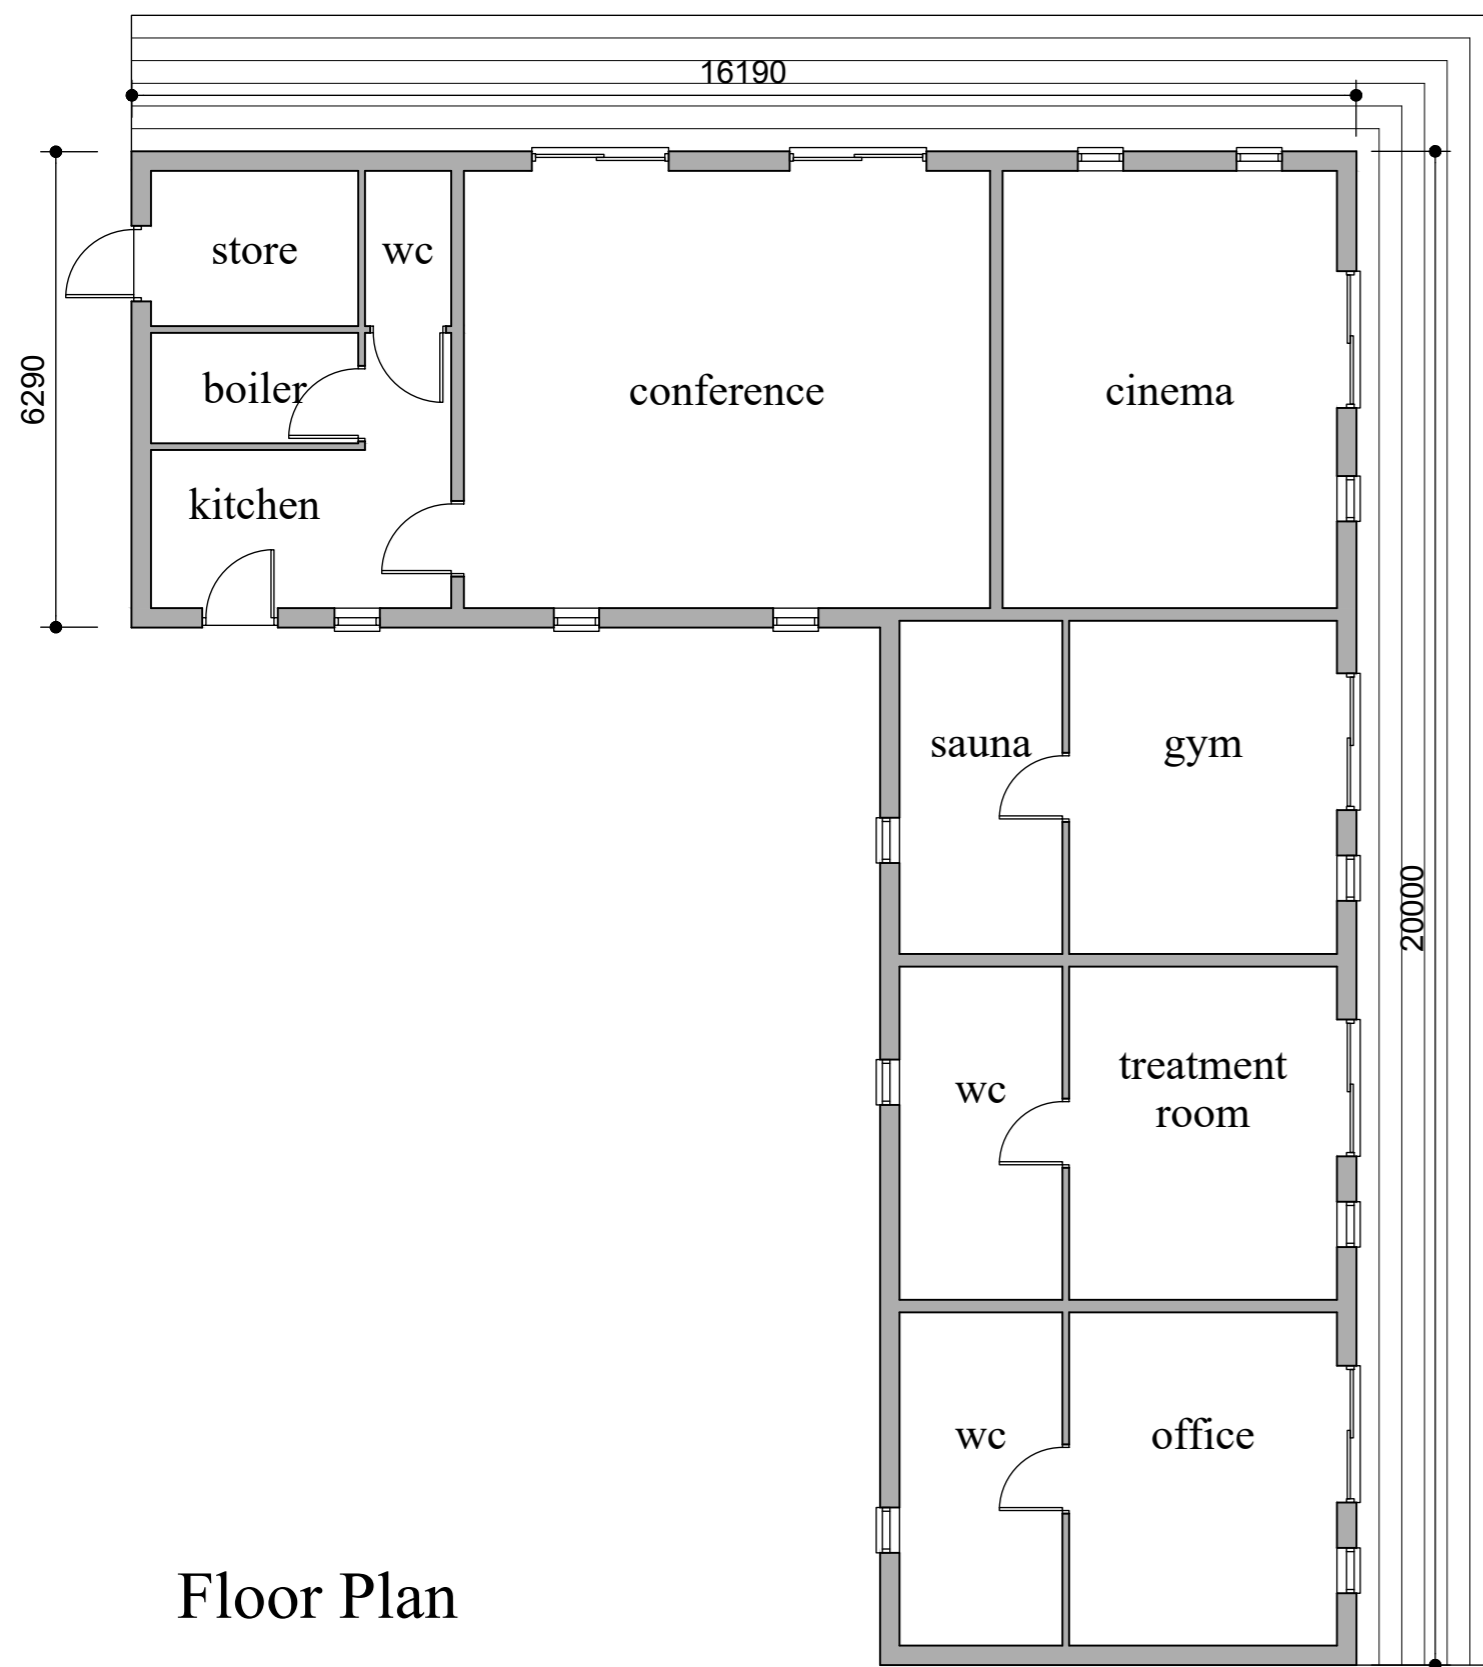 16190
store
wc
6290
boiler
conference
cinema
kitchen
sauna
gym
20000
wc
treatment
room
wc
office
Floor Plan